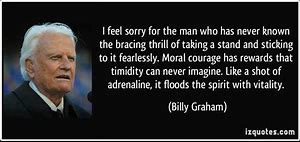 I feel sorry for the man who has never known
the bracing thrill of taking a stand and sticking
to it fearlessly. Moral courage has rewards that
timidity can never imagine. Like a shot of
adrenaline, it floods the spirit with vitality.
(Billy Graham)
izquotes.com